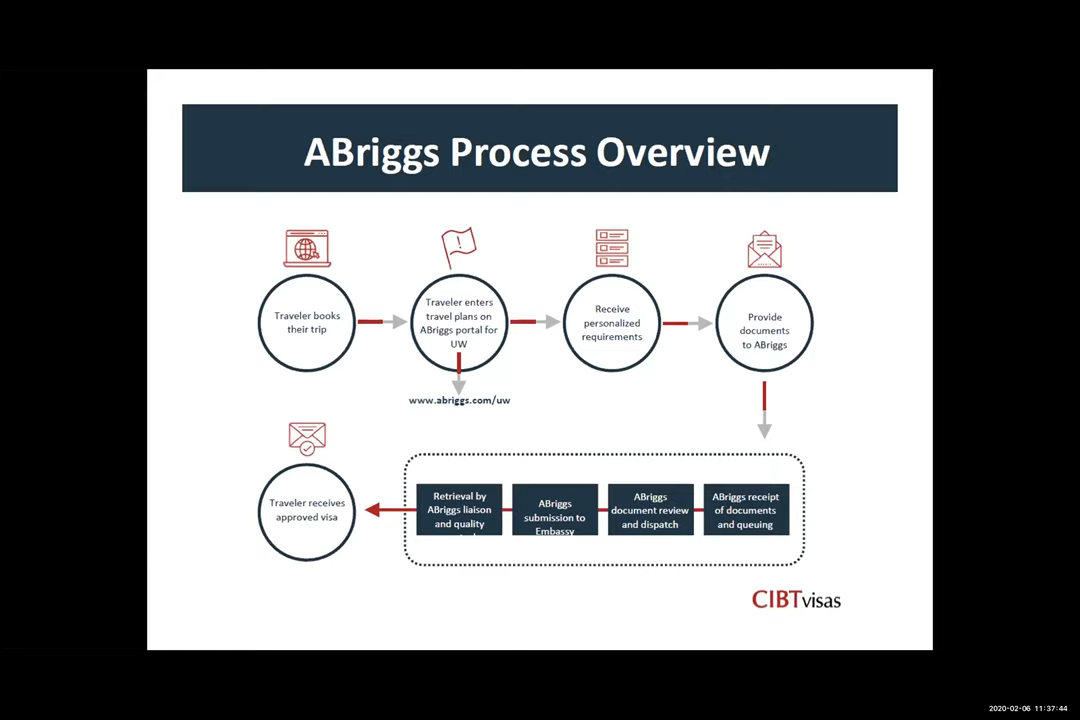 ABriggs Process Overview
Traveler books
their trip
Traveler enters
travel plans on
ABriggs portal for
UW
Receive
personalized
requirements
Provide
documents
to ABriggs
www.abriggs.com/uw
Traveler receives
approved visa
Retrieval by
ABriggs liaison
and quality
ABriggs
submission to
Embassy
ABriggs
document review
and dispatch
ABriggs receipt
of documents
and queuing
CIBTvisas
2020-02-06 11:37:44